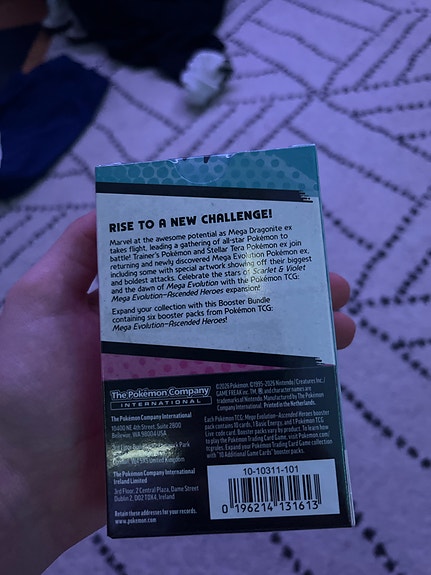 RISE TO A NEW CHALLENGE!
Marvel at the awesome potential as Mega Dragonite ex
takes flight, leading a gathering of all-star Pokémon to
battle! Trainer's Pokémon and Stellar Tera Pokémon ex join
returning and newly discovered Mega Evolution Pokémon ex,
including some with special artwork showing off their biggest
and boldest attacks. Celebrate the stars of Scarlet & Violet
and the dawn of Mega Evolution with the Pokémon TCG:
Mega Evolution–Ascended Heroes expansion!
Expand your collection with this Booster Bundle
containing six booster packs from Pokémon TCG:
Mega Evolution–Ascended Heroes!
The Pokémon Company
INTERNATIONAL
The Pokémon Company International
10400 NE 4th Street, Suite 2800
Bellevue, WA 98004 USA
Park
Kingdom
The Pokémon Company International
Ireland Limited
3rd Floor, 2 Central Plaza, Dame Street
Dublin 2, D02 T0X4, Ireland
Retain these addresses for your records.
www.pokemon.com
©2026 Pokémon. ©1995–2026 Nintendo / Creatures Inc. /
GAME FREAK inc. TM, ®, and character names are
trademarks of Nintendo. Manufactured by The Pokémon
Company International. Printed in the Netherlands.
Each Pokémon TCG: Mega Evolution–Ascended Heroes booster
pack contains 10 cards, 1 Basic Energy, and 1 Pokémon TCG
Live code card. Booster packs vary by product. To learn how
to play the Pokémon Trading Card Game, visit Pokemon.com/
tcgrules. Expand your Pokémon Trading Card Game collection
with "10 Additional Game Cards" booster packs.
10-10311-101
0 196214 131613